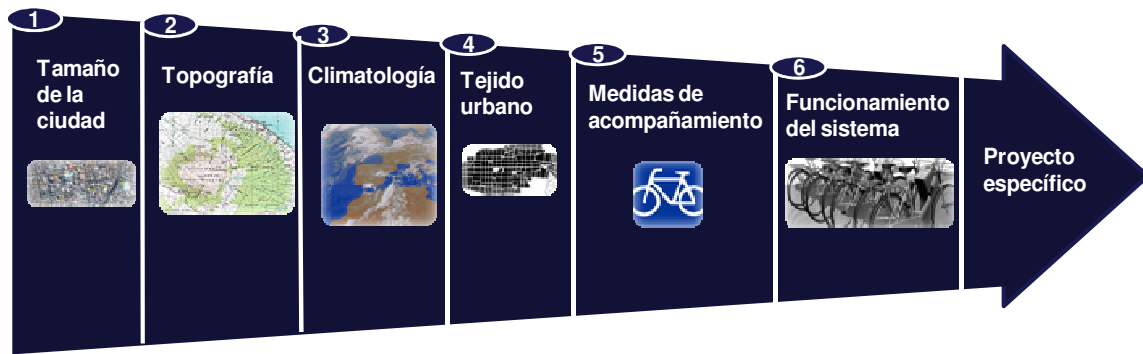 1
Tamaño
de la
ciudad
2
Topografía
3
Climatología
4
Tejido
urbano
5
Medidas de
acompañamiento
6
Funcionamiento
del sistema
Proyecto
específico